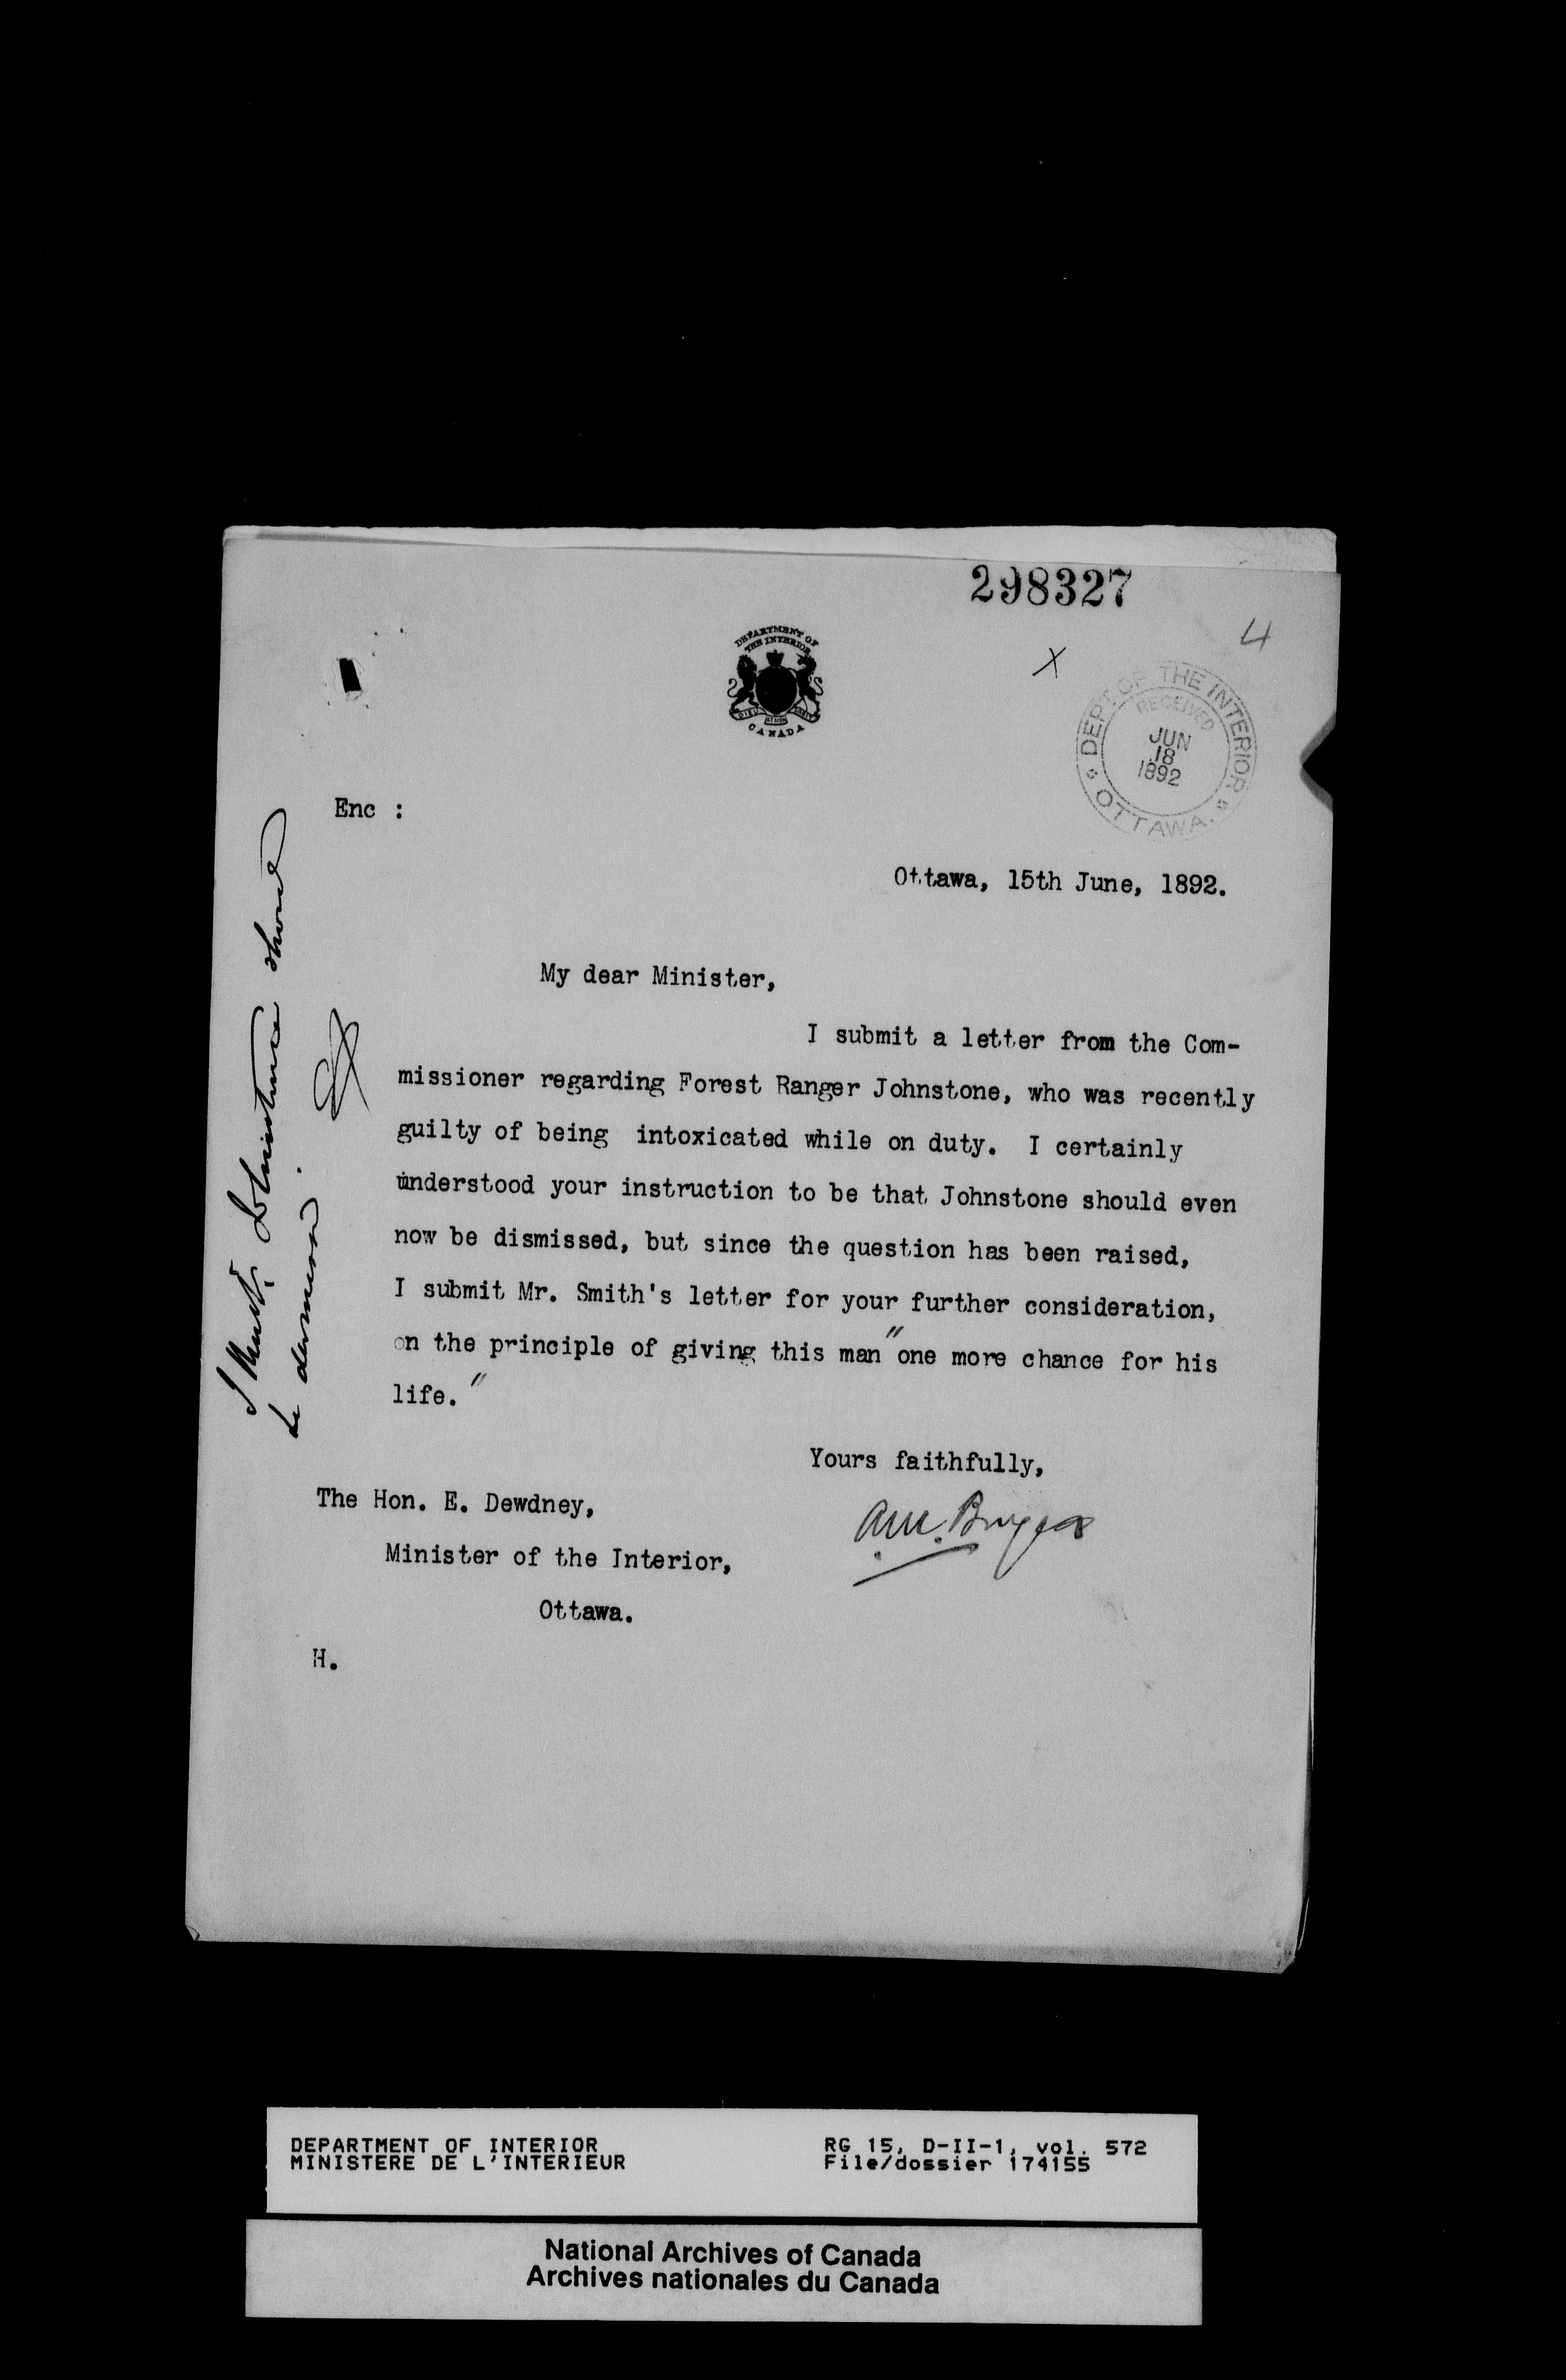 298327
4
X
DEPARTMENT OF
THE INTERIOR
CANADA
DEPT OF THE INTERIOR
RECEIVED
JUN
18
1892
OTTAWA.
Enc :
Ottawa, 15th June, 1892.
My dear Minister,
I submit a letter from the Com-
missioner regarding Forest Ranger Johnstone, who was recently
guilty of being intoxicated while on duty. I certainly
understood your instruction to be that Johnstone should even
now be dismissed, but since the question has been raised,
I submit Mr. Smith's letter for your further consideration,
on the principle of giving this man "one more chance for his
life."
Yours faithfully,
A. M. Burgess
The Hon. E. Dewdney,
Minister of the Interior,
Ottawa.
H.
I think Johnstone should
be dismissed.
DEPARTMENT OF INTERIOR
MINISTERE DE L'INTERIEUR
RG 15, D-II-1, vol. 572
File/dossier 174155
National Archives of Canada
Archives nationales du Canada